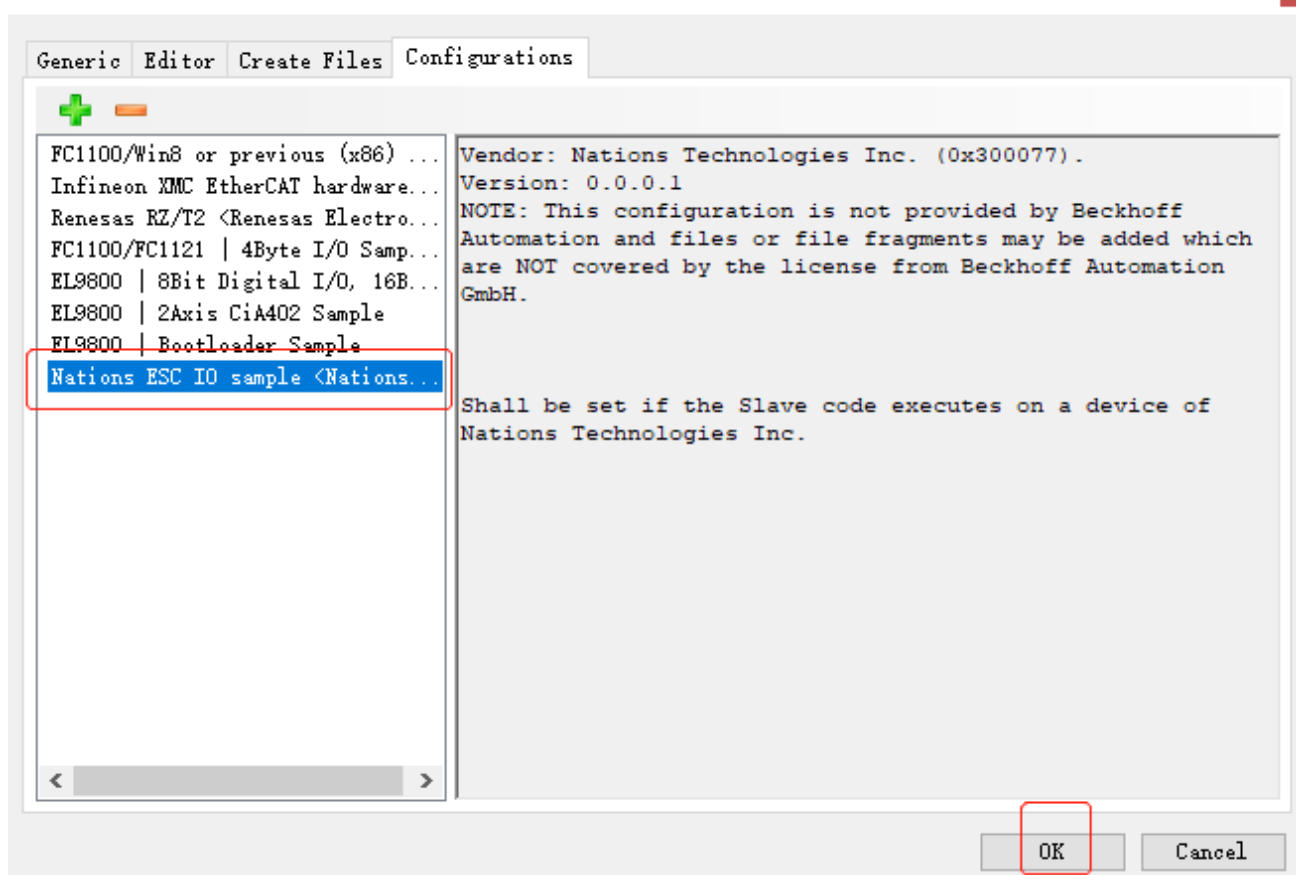 Generic Editor Create Files Configurations
FC1100/Win8 or previous (x86) ...
Infineon XMC EtherCAT hardware...
Renesas RZ/T2 <Renesas Electro...
FC1100/FC1121 | 4Byte I/O Samp...
EL9800 | 8Bit Digital I/O, 16B...
EL9800 | 2Axis CiA402 Sample
EL9800 | Bootloader Sample
Nations ESC IO sample <Nations...
Vendor: Nations Technologies Inc. (0x300077).
Version: 0.0.0.1
NOTE: This configuration is not provided by Beckhoff
Automation and files or file fragments may be added which
are NOT covered by the license from Beckhoff Automation
GmbH.
Shall be set if the Slave code executes on a device of
Nations Technologies Inc.
OK Cancel